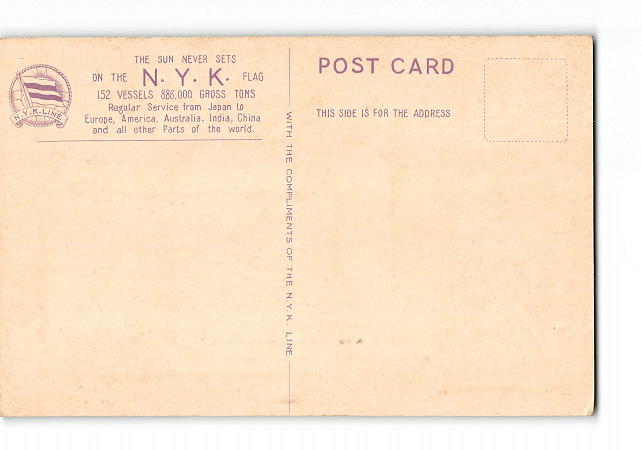 THE SUN NEVER SETS
ON THE N.Y.K. FLAG
152 VESSELS 886,000 GROSS TONS
Regular Service from Japan to
Europe, America, Australia, India, China
and all other Parts of the world.
N.Y.K. LINE
WITH THE COMPLIMENTS OF THE N.Y.K. LINE
POST CARD
THIS SIDE IS FOR THE ADDRESS